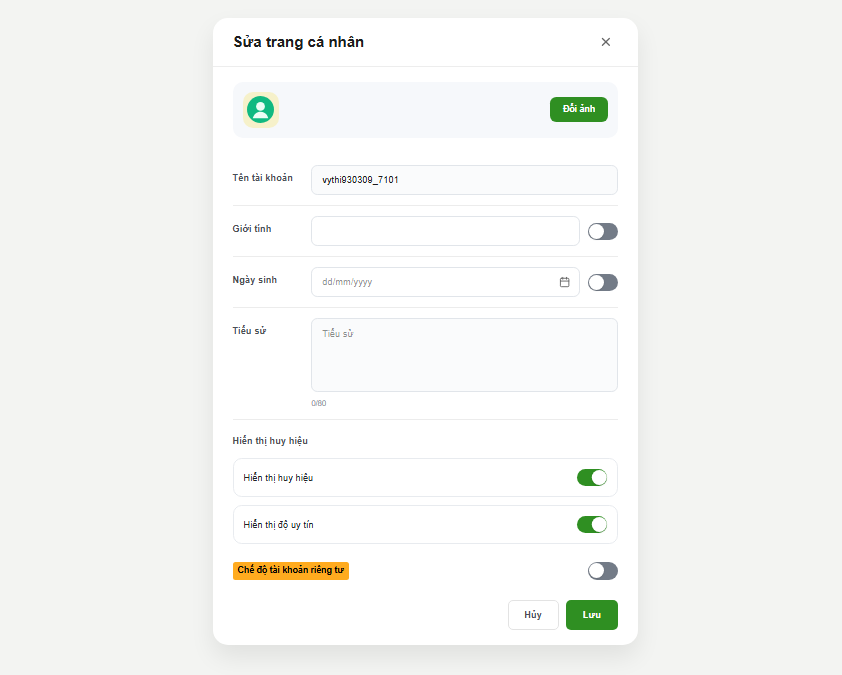 Sửa trang cá nhân
Đổi ảnh
Tên tài khoản
vythi930309_7101
Giới tính
Ngày sinh
dd/mm/yyyy
Tiểu sử
Tiểu sử
0/80
Hiển thị huy hiệu
Hiển thị huy hiệu
Hiển thị độ uy tín
Chế độ tài khoản riêng tư
Hủy
Lưu